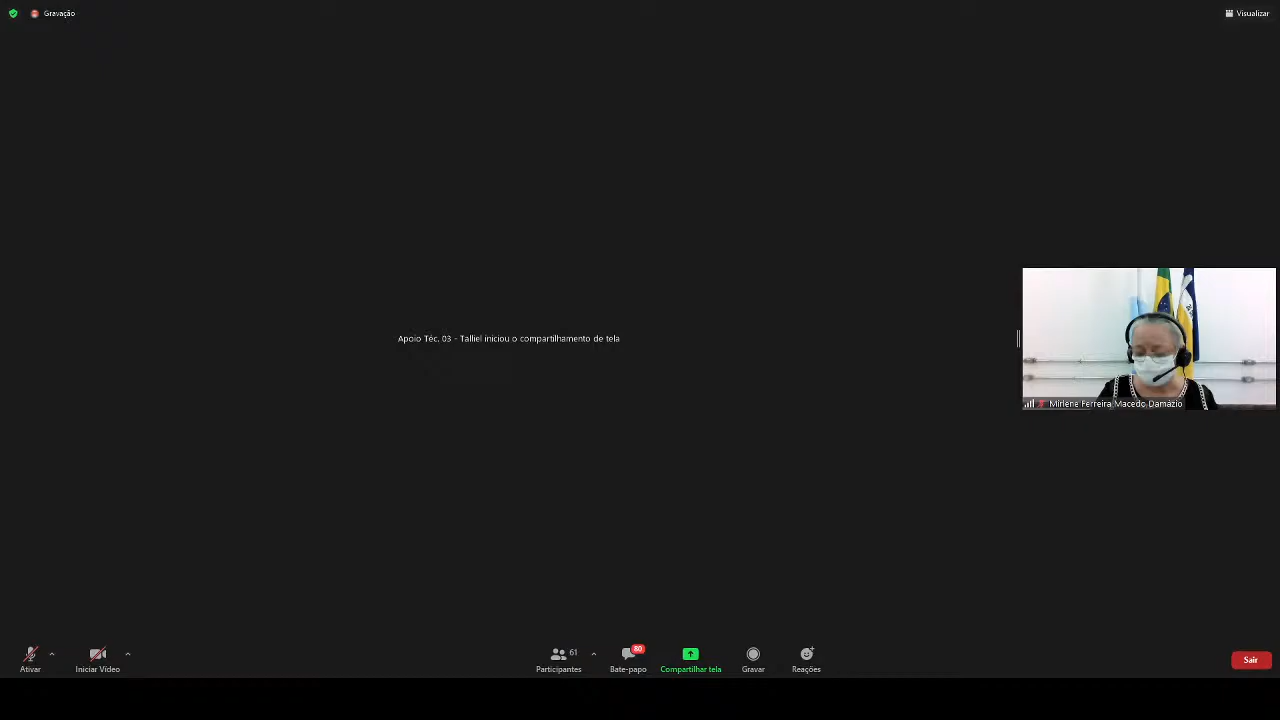 Gravação
Visualizar
Apoio Téc. 03 - Talliel iniciou o compartilhamento de tela
Mirlene Ferreira Macedo Damázio
61
80
Ativar
Iniciar Vídeo
Participantes
Bate-papo
Compartilhar tela
Gravar
Reações
Sair